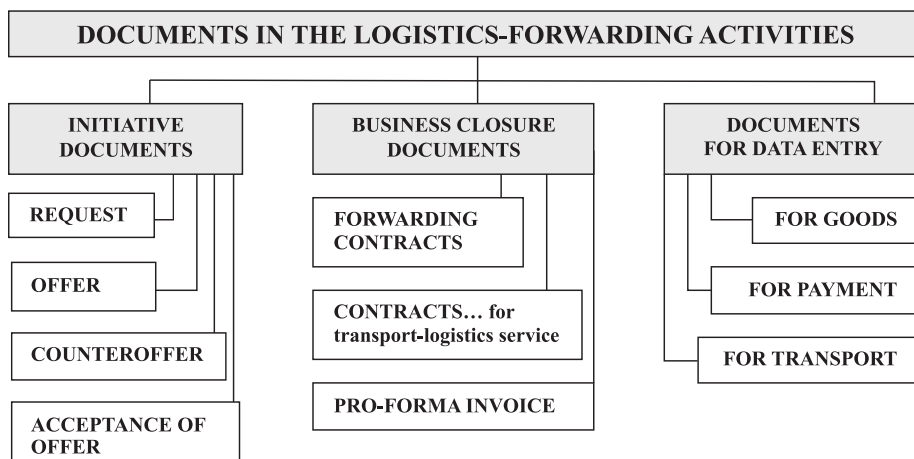 DOCUMENTS IN THE LOGISTICS-FORWARDING ACTIVITIES
INITIATIVE
DOCUMENTS
REQUEST
OFFER
COUNTEROFFER
ACCEPTANCE OF
OFFER
BUSINESS CLOSURE
DOCUMENTS
FORWARDING
CONTRACTS
CONTRACTS… for
transport-logistics service
PRO-FORMA INVOICE
DOCUMENTS
FOR DATA ENTRY
FOR GOODS
FOR PAYMENT
FOR TRANSPORT